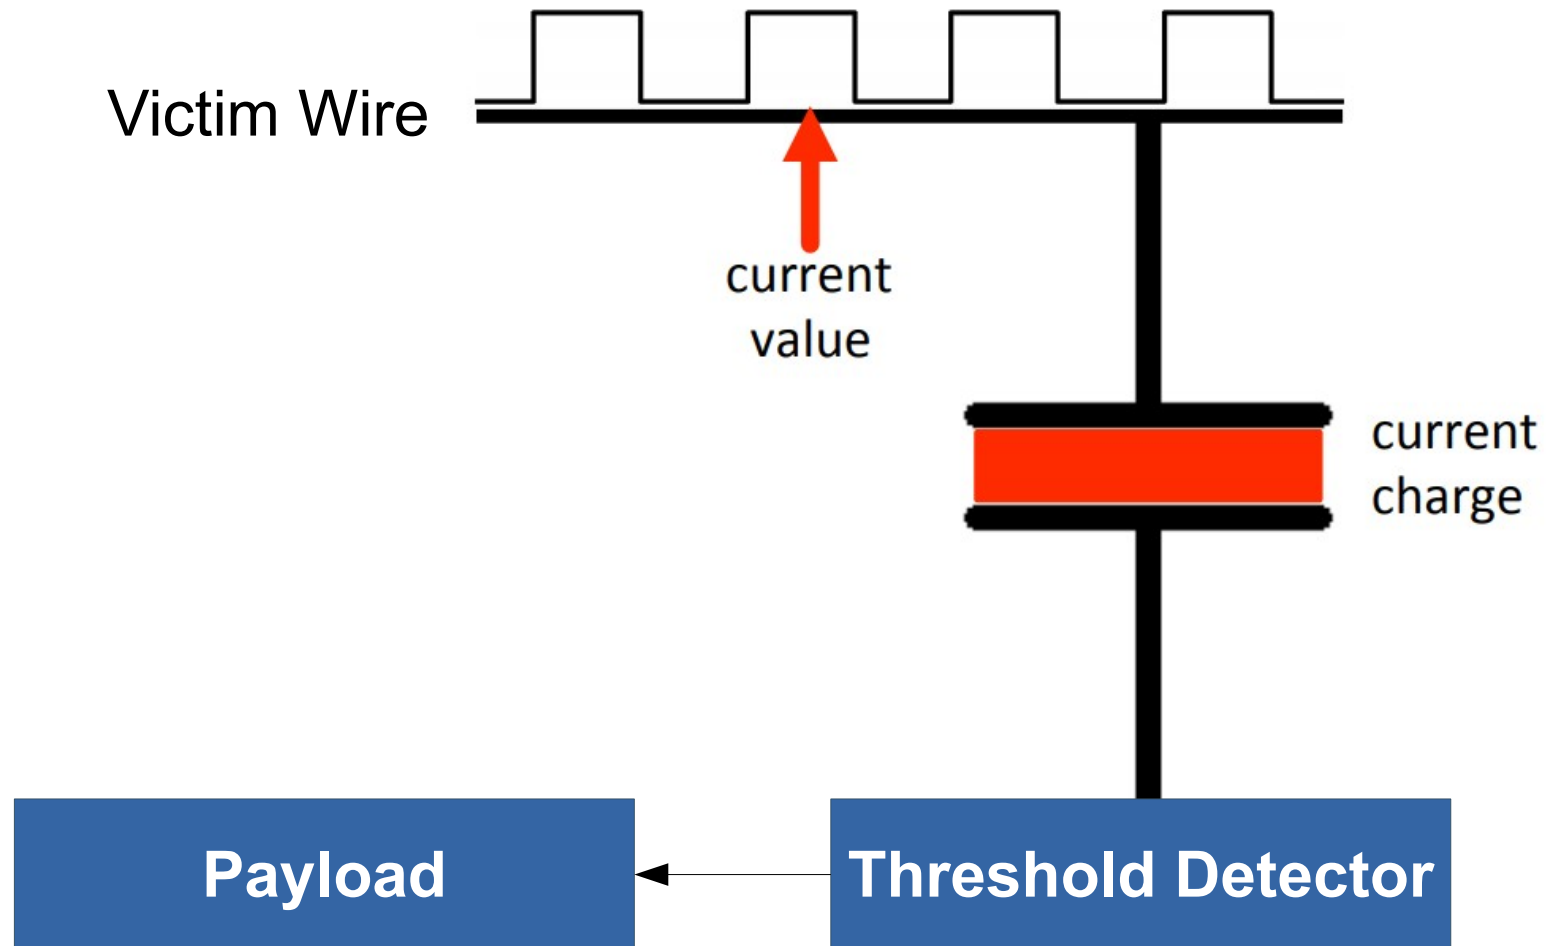 Victim Wire
current
value
current
charge
Payload
Threshold Detector